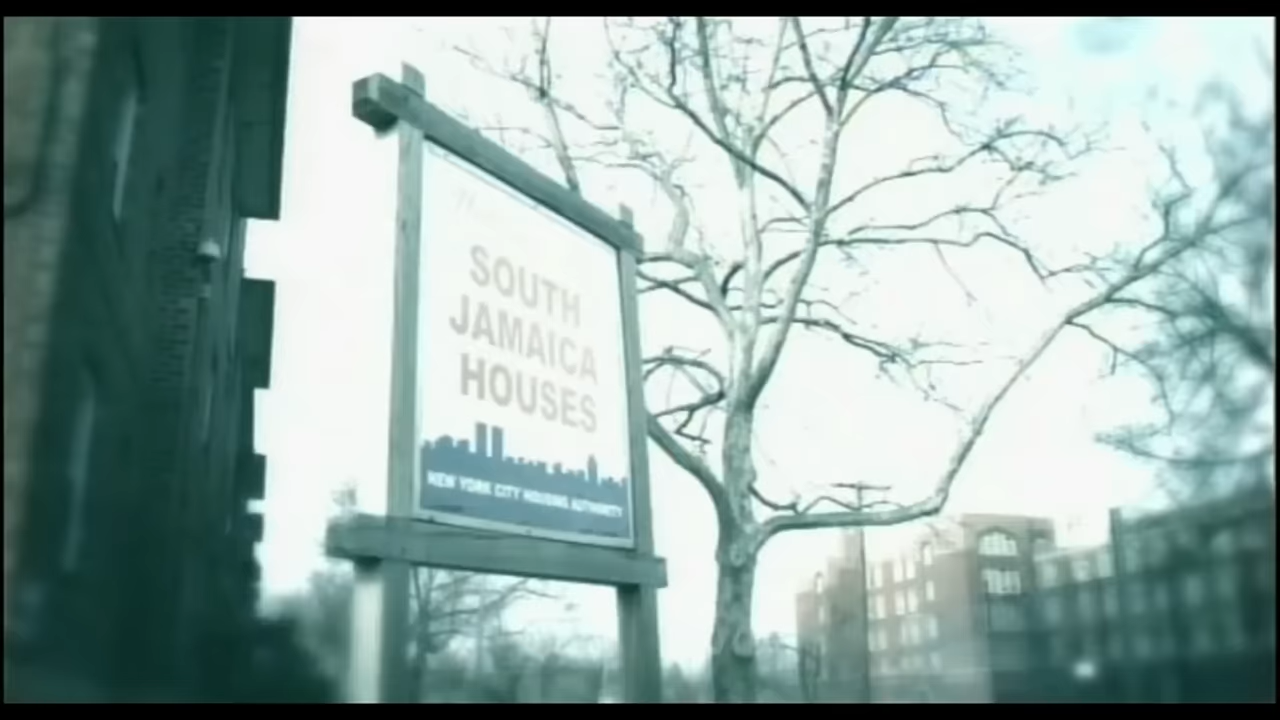 SOUTH
JAMAICA
HOUSES
NEW YORK CITY HOUSING AUTHORITY